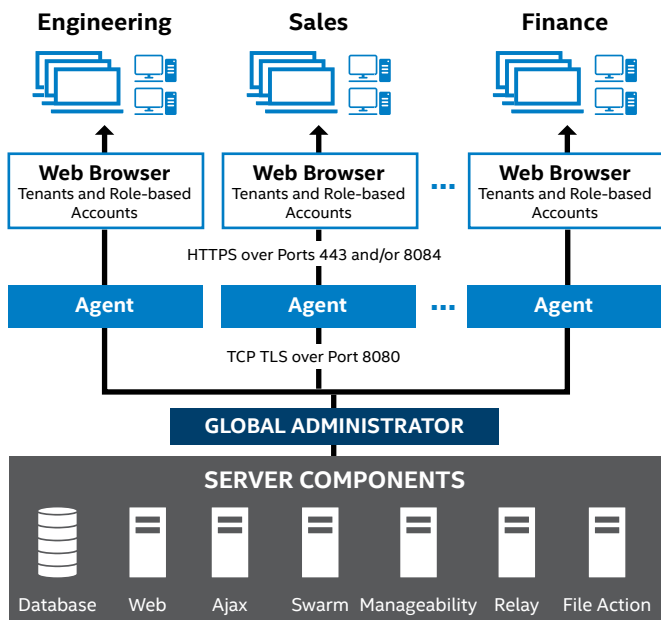 Engineering Sales Finance
Web Browser Web Browser Web Browser
Tenants and Role-based Tenants and Role-based ... Tenants and Role-based
Accounts Accounts Accounts
HTTPS over Ports 443 and/or 8084
Agent Agent ... Agent
TCP TLS over Port 8080
GLOBAL ADMINISTRATOR
SERVER COMPONENTS
Database Web Ajax Swarm Manageability Relay File Action